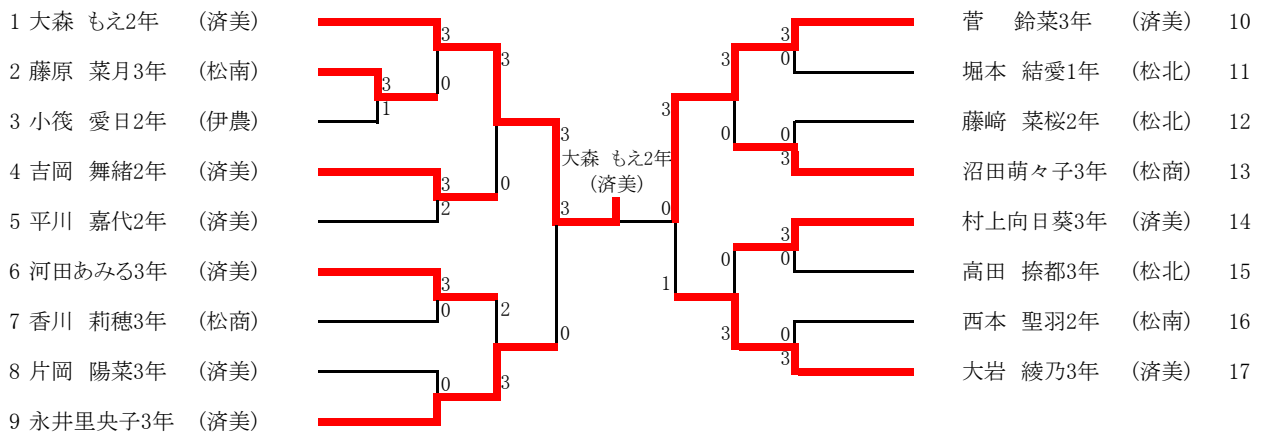 1 大森 もえ2年 (済美)
2 藤原 菜月3年 (松南)
3 小筏 愛日2年 (伊農)
4 吉岡 舞緒2年 (済美)
5 平川 嘉代2年 (済美)
6 河田あみる3年 (済美)
7 香川 莉穂3年 (松商)
8 片岡 陽菜3年 (済美)
9 永井里央子3年 (済美)
3
0
3
1
3
2
3
0
0
3
0
2
3
3
0
3
大森 もえ2年
(済美)
0
3
1
3
0
0
3
3
0
0
3
3
0
0
3
菅 鈴菜3年 (済美) 10
堀本 結愛1年 (松北) 11
藤﨑 菜桜2年 (松北) 12
沼田萌々子3年 (松商) 13
村上向日葵3年 (済美) 14
高田 捺都3年 (松北) 15
西本 聖羽2年 (松南) 16
大岩 綾乃3年 (済美) 17